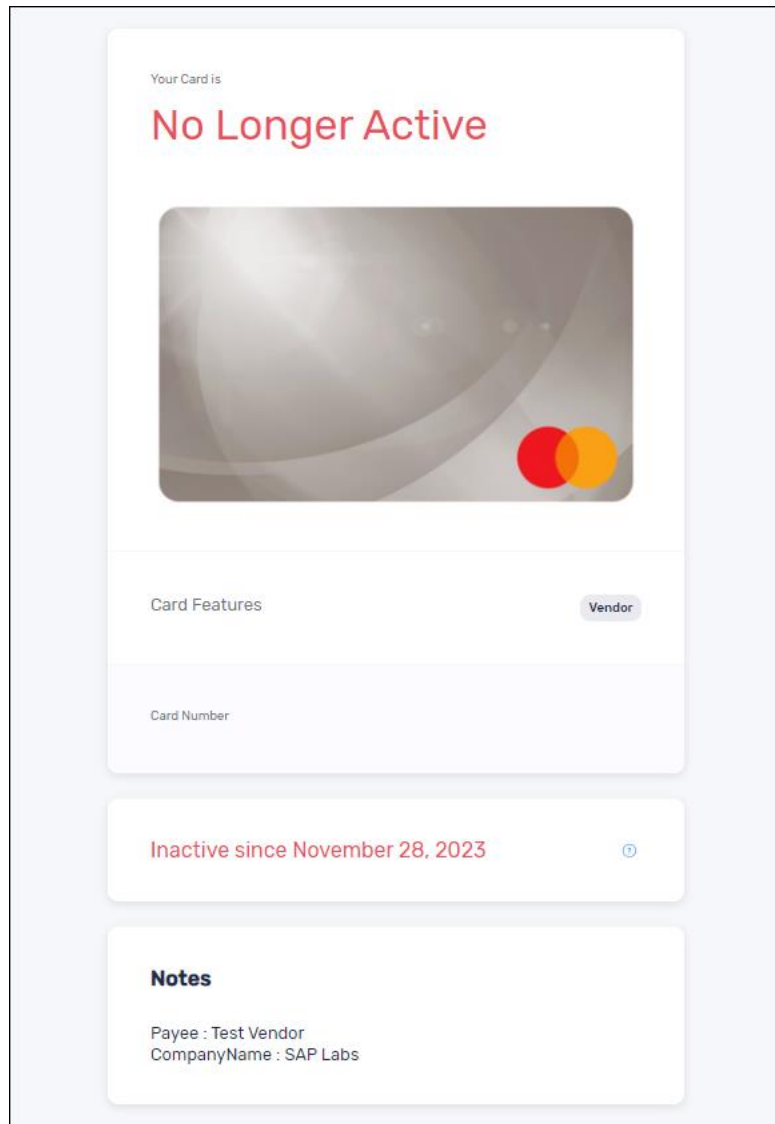 Your Card is
No Longer Active
Card Features
Vendor
Card Number
Inactive since November 28, 2023
Notes
Payee : Test Vendor
CompanyName : SAP Labs